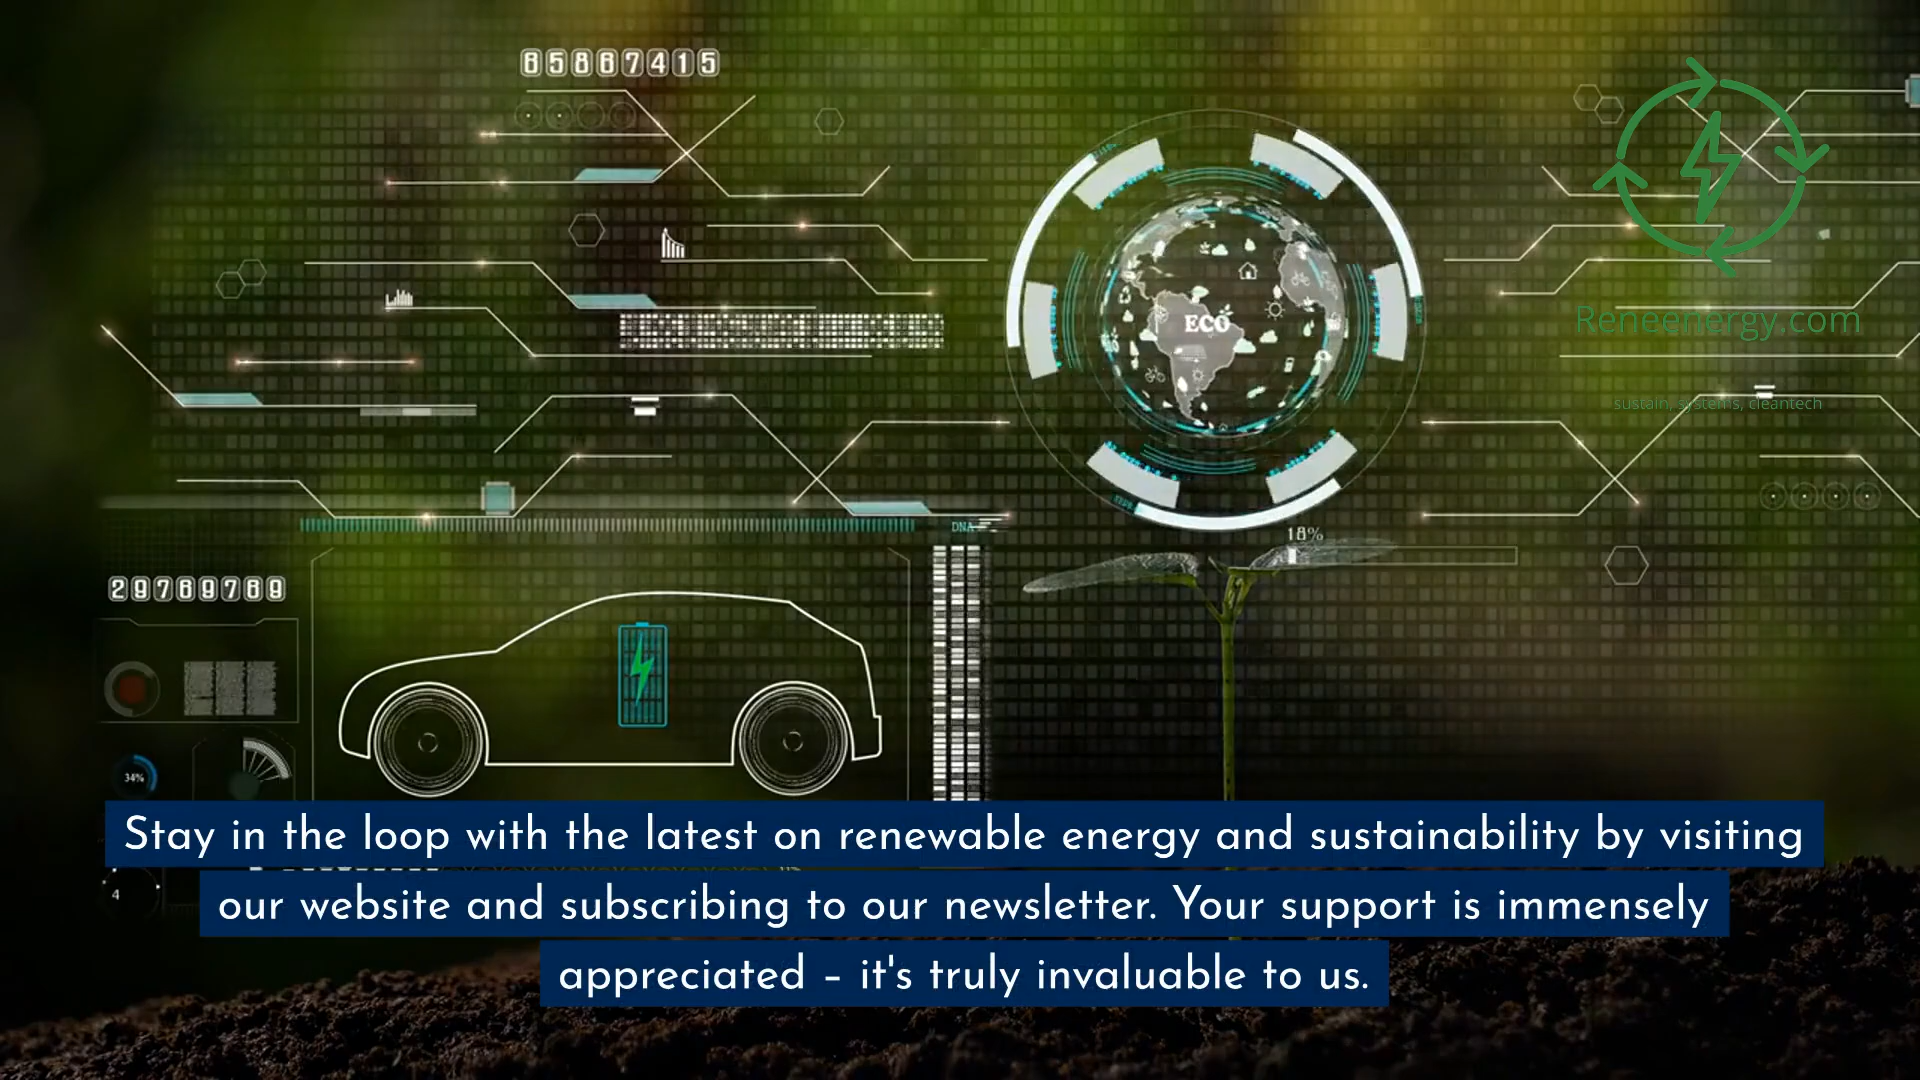 65867415
ECO
Reneenergy.com
sustain, systems, cleantech
DNA
18%
29769769
34%
4
Stay in the loop with the latest on renewable energy and sustainability by visiting
our website and subscribing to our newsletter. Your support is immensely
appreciated – it's truly invaluable to us.